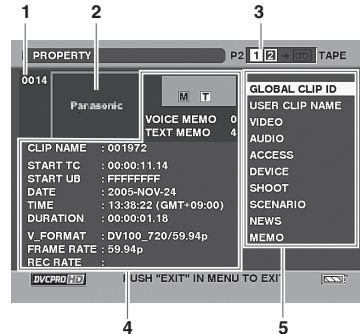 1 2 3
PROPERTY P2 1 2 TAPE
0014
Panasonic
M T
VOICE MEMO 0
TEXT MEMO 4
CLIP NAME : 001972
START TC : 00:00:11.14
START UB : FFFFFFFF
DATE : 2005-NOV-24
TIME : 13:38:22 (GMT+09:00)
DURATION : 00:00:01.18
V_FORMAT : DV100_720/59.94p
FRAME RATE : 59.94p
REC RATE :
GLOBAL CLIP ID
USER CLIP NAME
VIDEO
AUDIO
ACCESS
DEVICE
SHOOT
SCENARIO
NEWS
MEMO
DVCPRO HD PUSH "EXIT" IN MENU TO EXIT
4 5